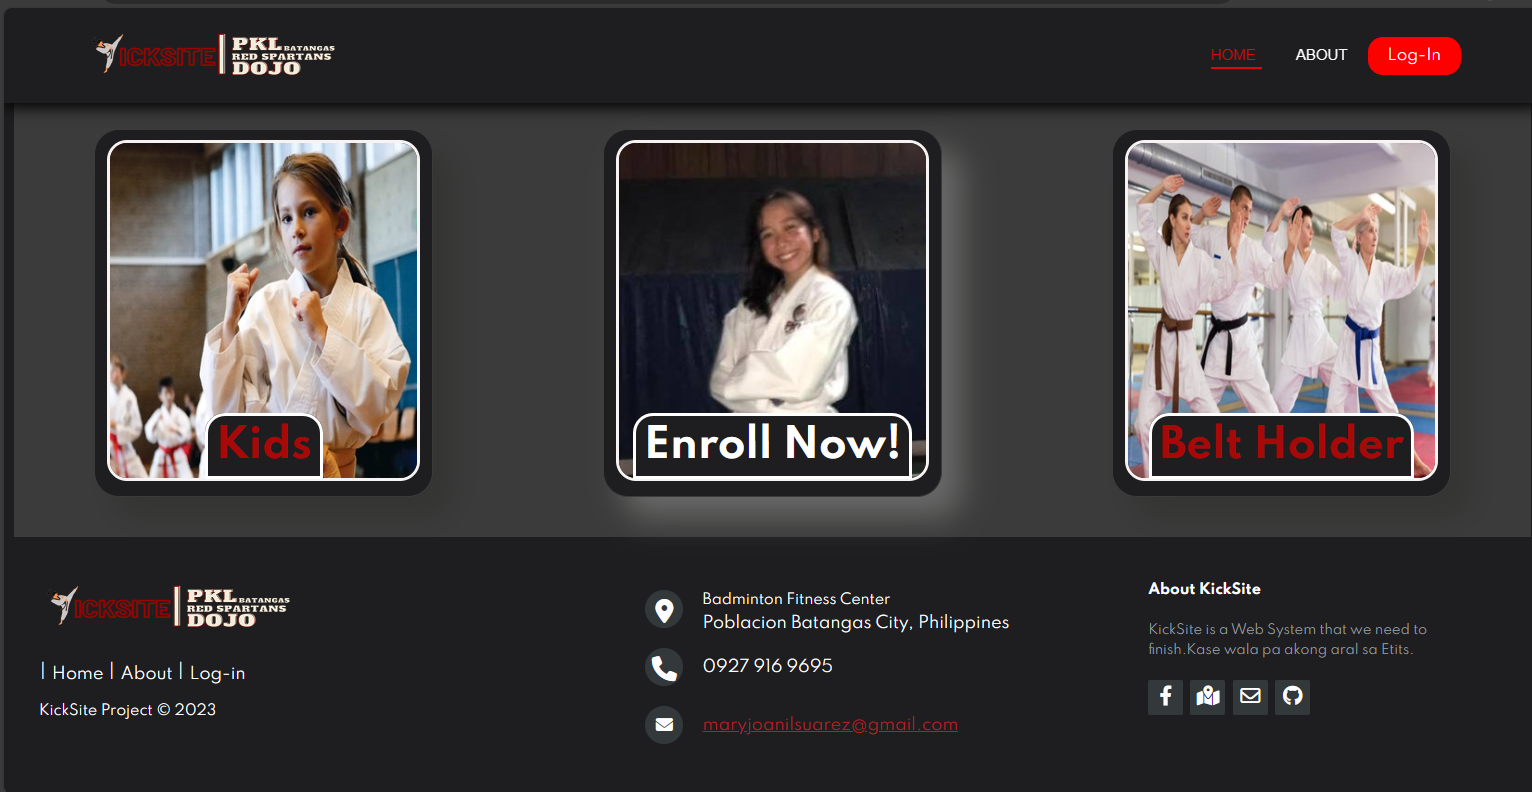 ICKSITE
PKL BATANGAS
RED SPARTANS
DOJO
HOME
ABOUT
Log-In
Kids
Enroll Now!
Belt Holder
ICKSITE
PKL BATANGAS
RED SPARTANS
DOJO
| Home | About | Log-in
KickSite Project © 2023
Badminton Fitness Center
Poblacion Batangas City, Philippines
0927 916 9695
maryjoanilsuarez@gmail.com
About KickSite
KickSite is a Web System that we need to
finish.Kase wala pa akong aral sa Etits.